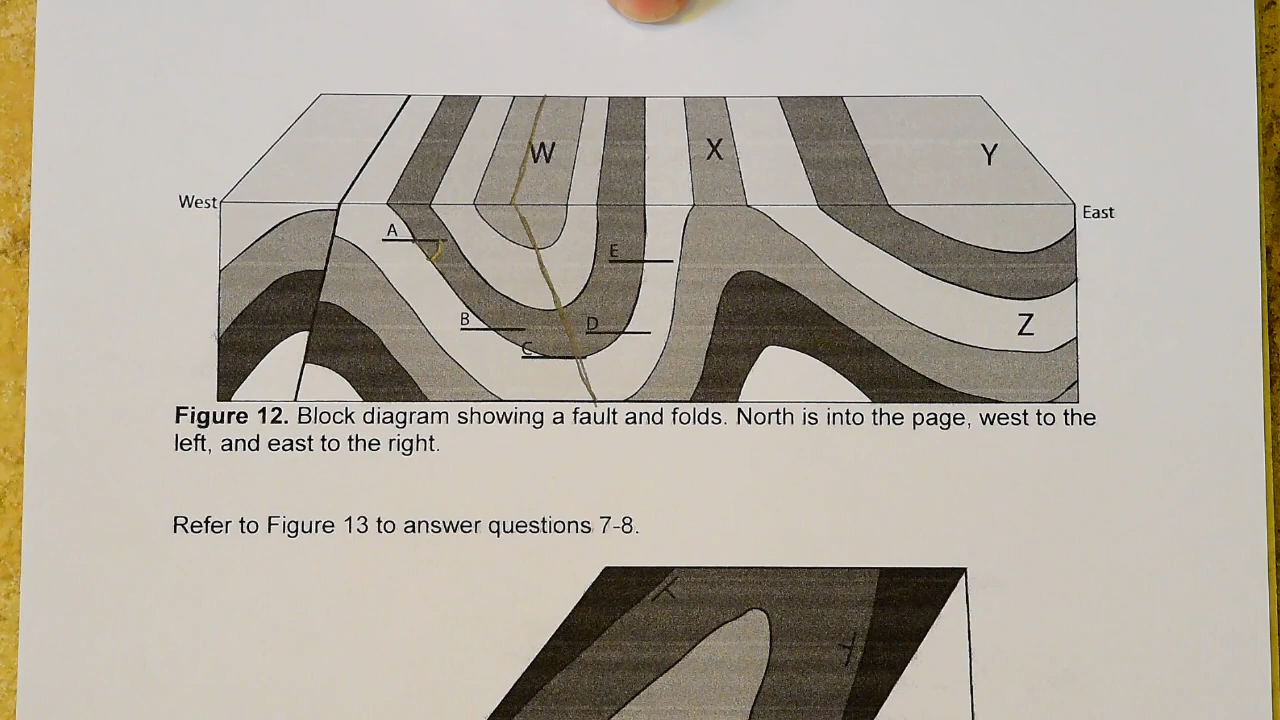 W
X
Y
West
East
A
E
B
D
Z
C
Figure 12. Block diagram showing a fault and folds. North is into the page, west to the
left, and east to the right.
Refer to Figure 13 to answer questions 7-8.